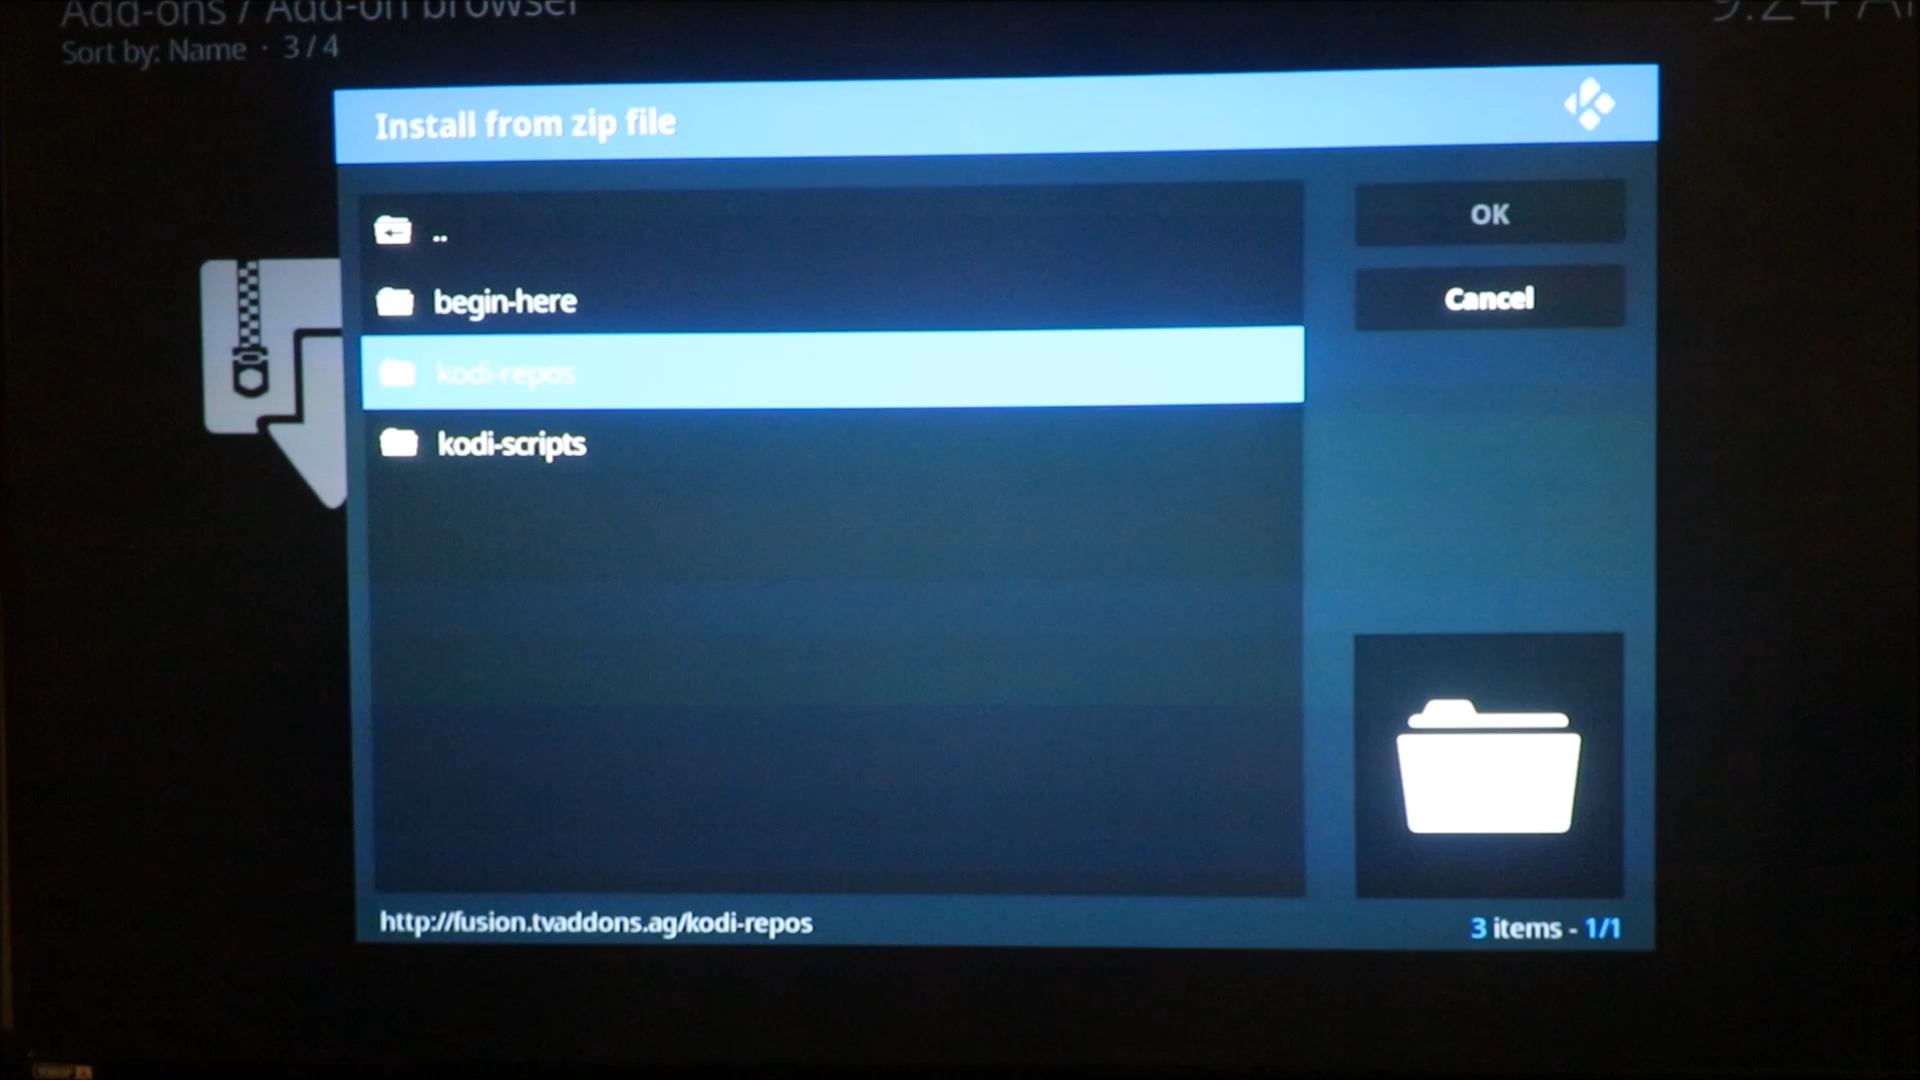 Add-ons / Add-on browser
Sort by: Name · 3 / 4
Install from zip file
..
OK
begin-here
Cancel
kodi-repos
kodi-scripts
http://fusion.tvaddons.ag/kodi-repos
3 items - 1/1